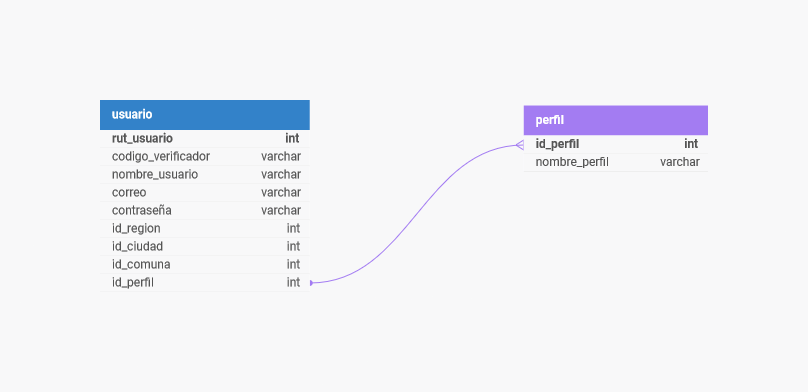 usuario
rut_usuario int
codigo_verificador varchar
nombre_usuario varchar
correo varchar
contraseña varchar
id_region int
id_ciudad int
id_comuna int
id_perfil int
perfil
id_perfil int
nombre_perfil varchar